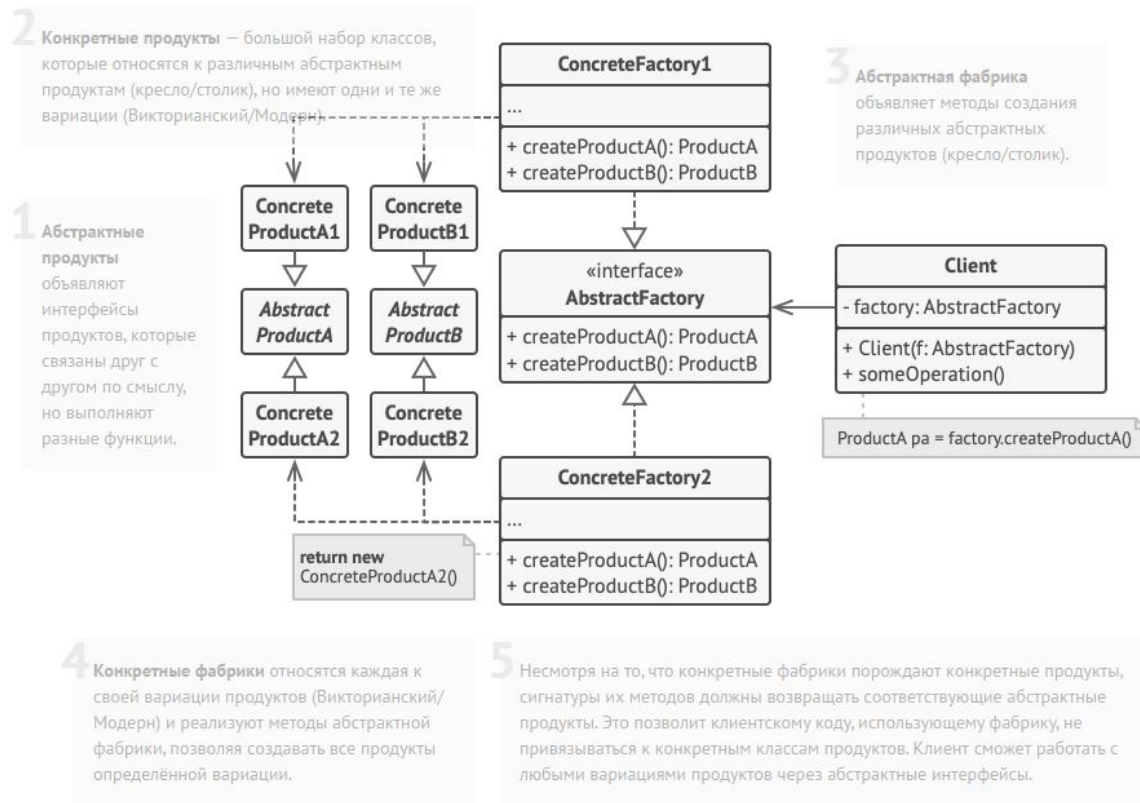 2
Конкретные продукты — большой набор классов,
которые относятся к различным абстрактным
продуктам (кресло/столик), но имеют одни и те же
вариации (Викторианский/Модерн).
ConcreteFactory1
...
+ createProductA(): ProductA
+ createProductB(): ProductB
3
Абстрактная фабрика
объявляет методы создания
различных абстрактных
продуктов (кресло/столик).
1
Абстрактные
продукты
объявляют
интерфейсы
продуктов, которые
связаны друг с
другом по смыслу,
но выполняют
разные функции.
Concrete
ProductA1
Concrete
ProductB1
Abstract
ProductA
Abstract
ProductB
Concrete
ProductA2
Concrete
ProductB2
«interface»
AbstractFactory
+ createProductA(): ProductA
+ createProductB(): ProductB
Client
- factory: AbstractFactory
+ Client(f: AbstractFactory)
+ someOperation()
ProductA pa = factory.createProductA()
ConcreteFactory2
...
+ createProductA(): ProductA
+ createProductB(): ProductB
return new
ConcreteProductA2()
4
Конкретные фабрики относятся каждая к
своей вариации продуктов (Викторианский/
Модерн) и реализуют методы абстрактной
фабрики, позволяя создавать все продукты
определённой вариации.
5
Несмотря на то, что конкретные фабрики порождают конкретные продукты,
сигнатуры их методов должны возвращать соответствующие абстрактные
продукты. Это позволит клиентскому коду, использующему фабрику, не
привязываться к конкретным классам продуктов. Клиент сможет работать с
любыми вариациями продуктов через абстрактные интерфейсы.